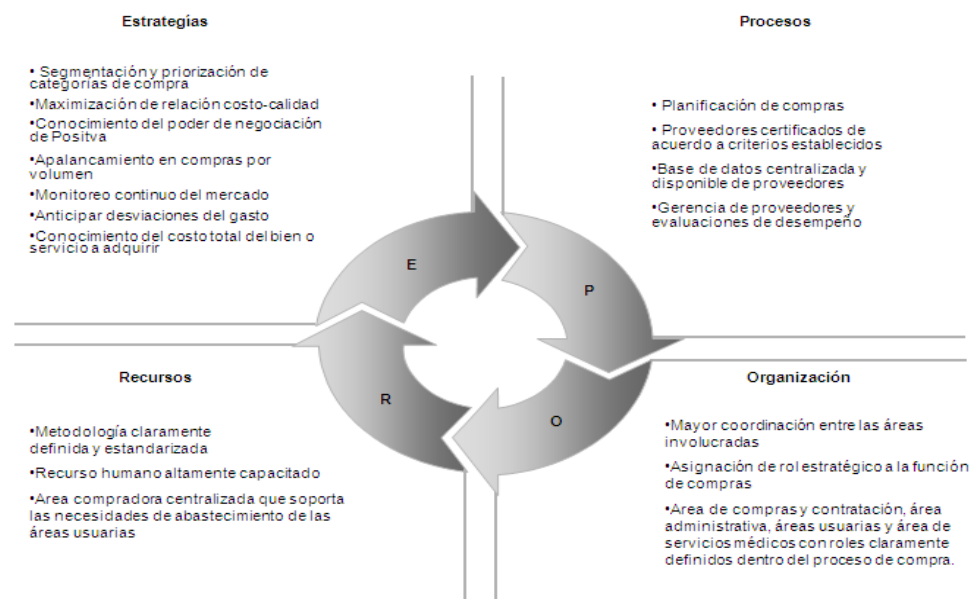 Estrategías
• Segmentación y priorización de
categorías de compra
•Maximización de relación costo-calidad
•Conocimiento del poder de negociación
de Positva
•Apalancamiento en compras por
volumen
•Monitoreo continuo del mercado
•Anticipar desviaciones del gasto
•Conocimiento del costo total del bien o
servicio a adquirir
Procesos
• Planificación de compras
• Proveedores certificados de
acuerdo a criterios establecidos
•Base de datos centralizada y
disponible de proveedores
•Gerencia de proveedores y
evaluaciones de desempeño
E
P
R
O
Recursos
•Metodología claramente
definida y estandarizada
•Recurso humano altamente capacitado
•Area compradora centralizada que soporta
las necesidades de abastecimiento de las
áreas usuarias
Organización
•Mayor coordinación entre las áreas
involucradas
•Asignación de rol estratégico a la función
de compras
•Area de compras y contratación, área
administrativa, áreas usuarias y área de
servicios médicos con roles claramente
definidos dentro del proceso de compra.